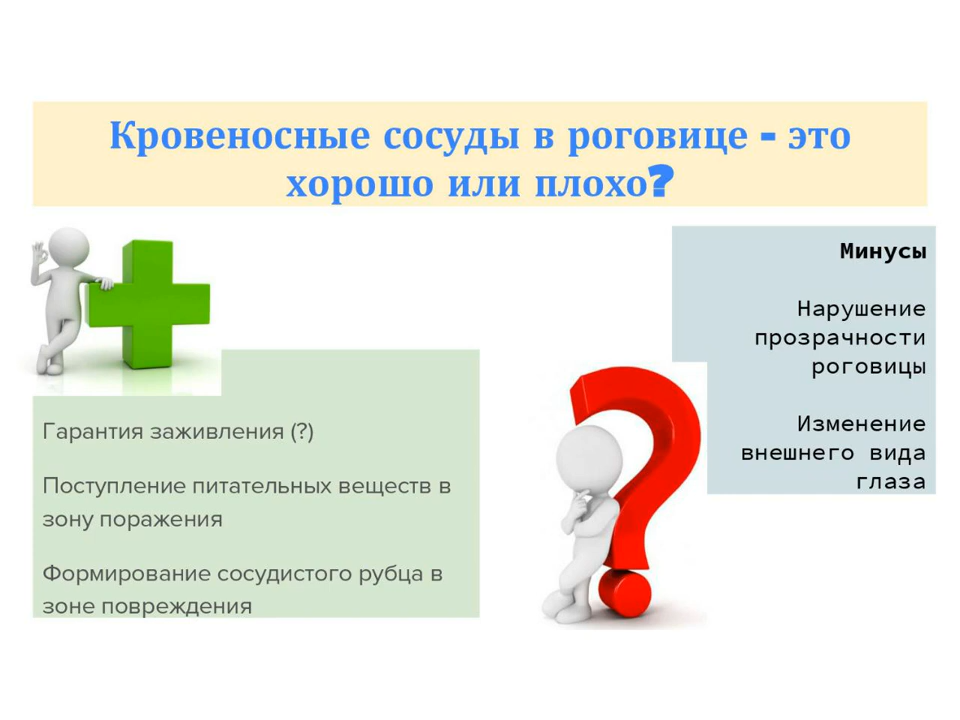 Кровеносные сосуды в роговице - это
хорошо или плохо?
Гарантия заживления (?)
Поступление питательных веществ в
зону поражения
Формирование сосудистого рубца в
зоне повреждения
Минусы
Нарушение
прозрачности
роговицы
Изменение
внешнего вида
глаза